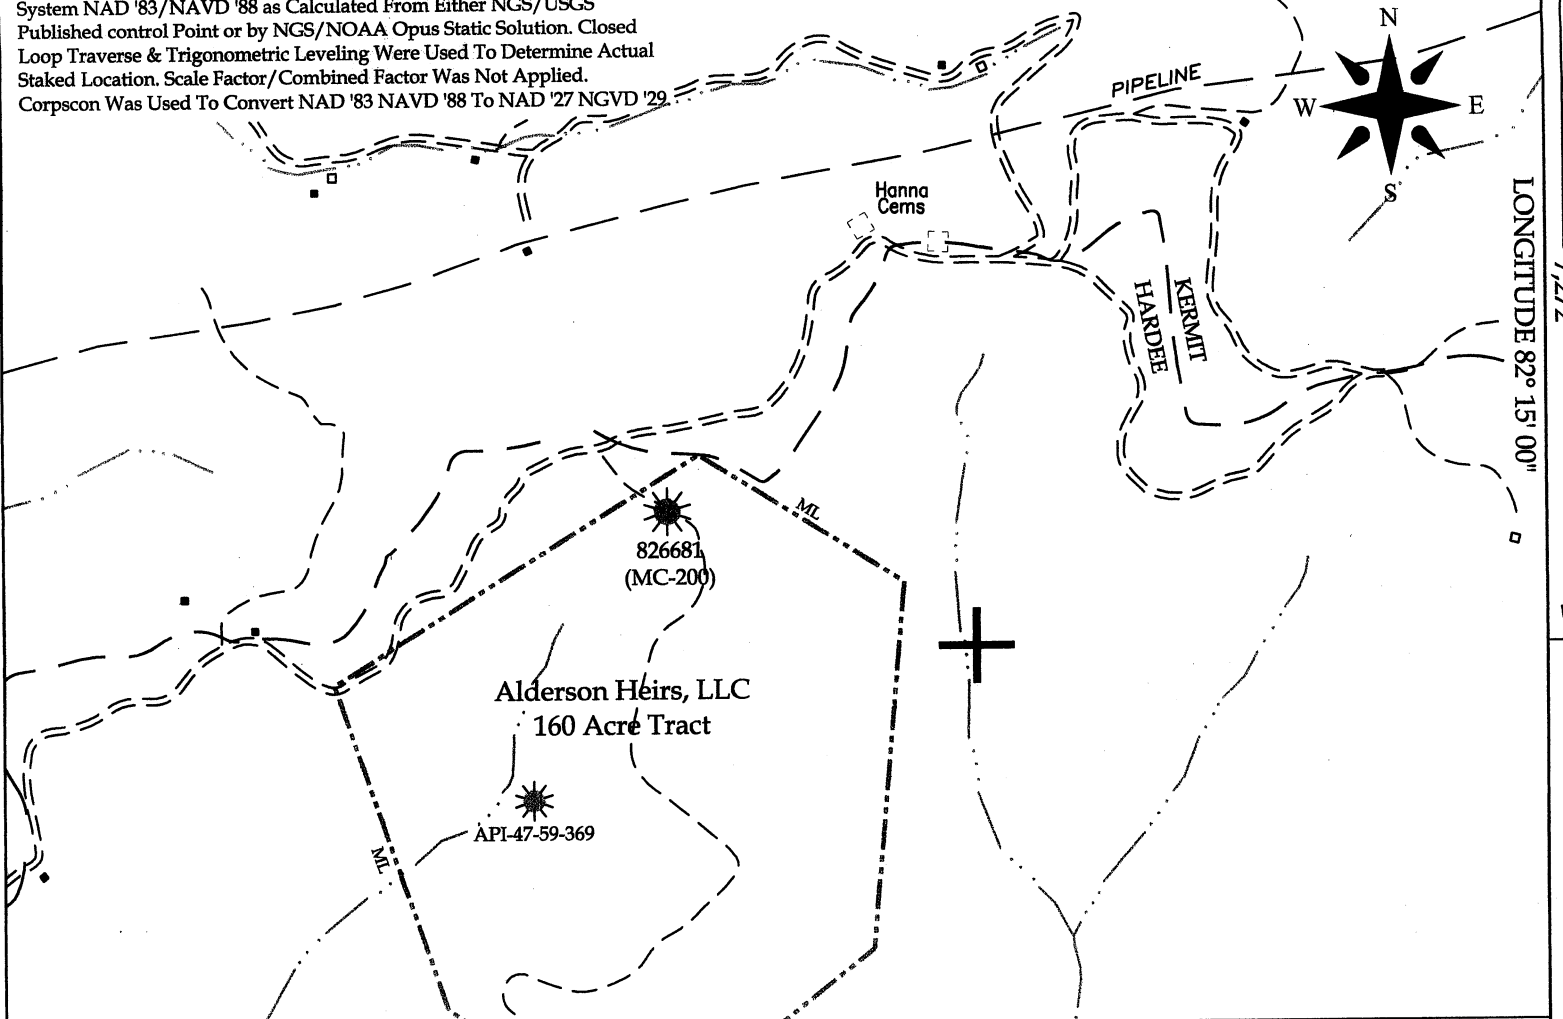 System NAD '83/NAVD '88 as Calculated From Either NGS/USGS
Published control Point or by NGS/NOAA Opus Static Solution. Closed
Loop Traverse & Trigonometric Leveling Were Used To Determine Actual
Staked Location. Scale Factor/Combined Factor Was Not Applied.
Corpscon Was Used To Convert NAD '83 NAVD '88 To NAD '27 NGVD '29
PIPELINE
N
W
E
S
Hanna
Cems
KERMIT
HARDEE
LONGITUDE 82° 15' 00"
ML
826681
(MC-200)
Alderson Heirs, LLC
160 Acre Tract
API-47-59-369
ML